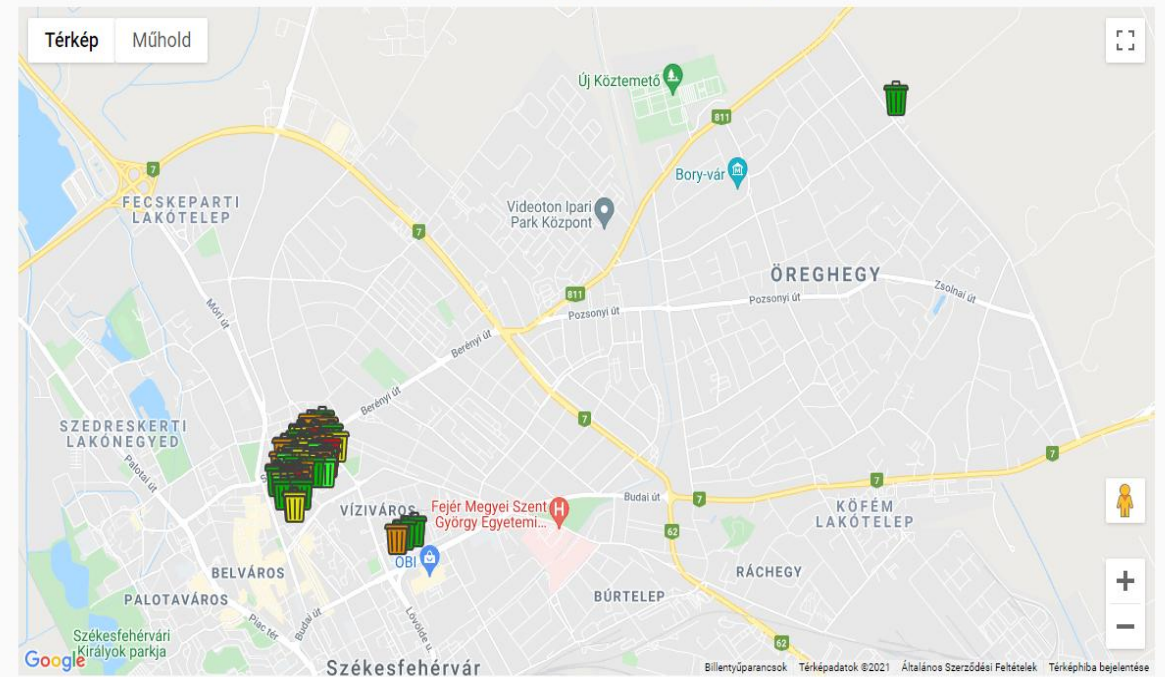 Térkép Műhold
Új Köztemető
811
Bory-vár
7
FECSKEPARTI
LAKÓTELEP
Videoton Ipari
Park Központ
7
ÖREGHEGY
Zsolnai út
811
Pozsonyi út
Pozsonyi út
Móri út
Berényi út
Berényi út
7
SZEDRESKERTI
LAKÓNEGYED
7
Palotai út
7
Budai út
7
VÍZIVÁROS
Fejér Megyei Szent
György Egyetemi...
H
KÖFÉM
LAKÓTELEP
62
OBI
BELVÁROS
RÁCHEGY
PALOTAVÁROS
BÚRTELEP
Piac tér
Budai út
Lövölde u.
Székesfehérvári
Királyok parkja
62
Google
Székesfehérvár
Billentyűparancsok Térképadatok ©2021 Általános Szerződési Feltételek Térképhiba bejelentése